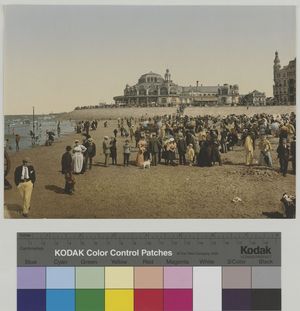 Kodak
KODAK Color Control Patches
Blue Cyan Green Yellow Red Magenta White 3/Color Black